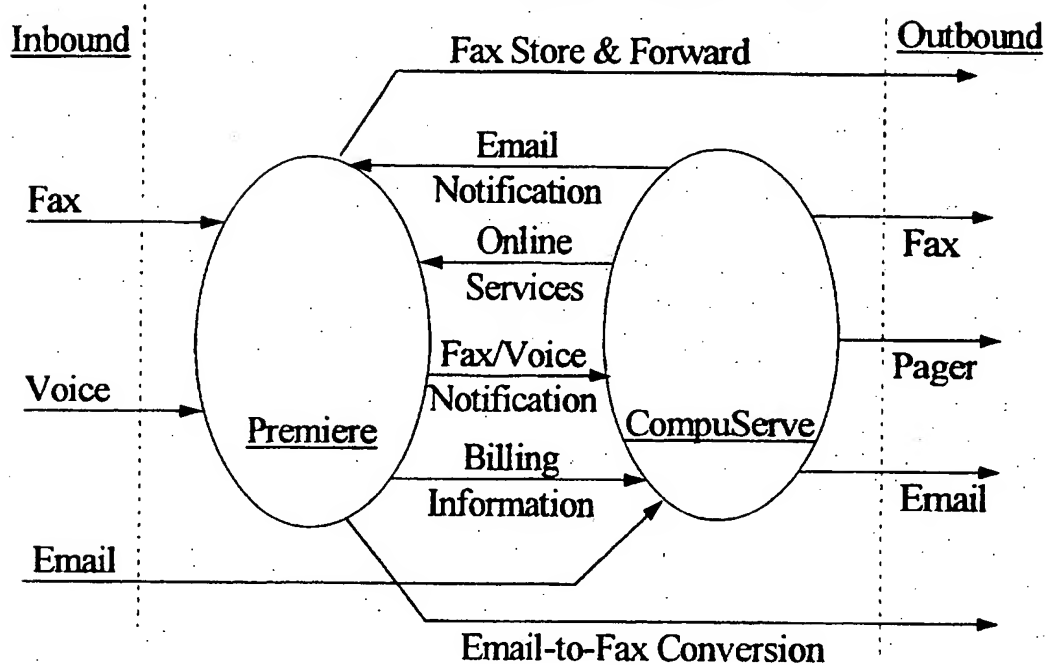 Inbound
Outbound
Fax Store & Forward
Email
Notification
Fax
Fax
Online
Services
Pager
Fax/Voice
Notification
Voice
Premiere
CompuServe
Billing
Information
Email
Email
Email-to-Fax Conversion